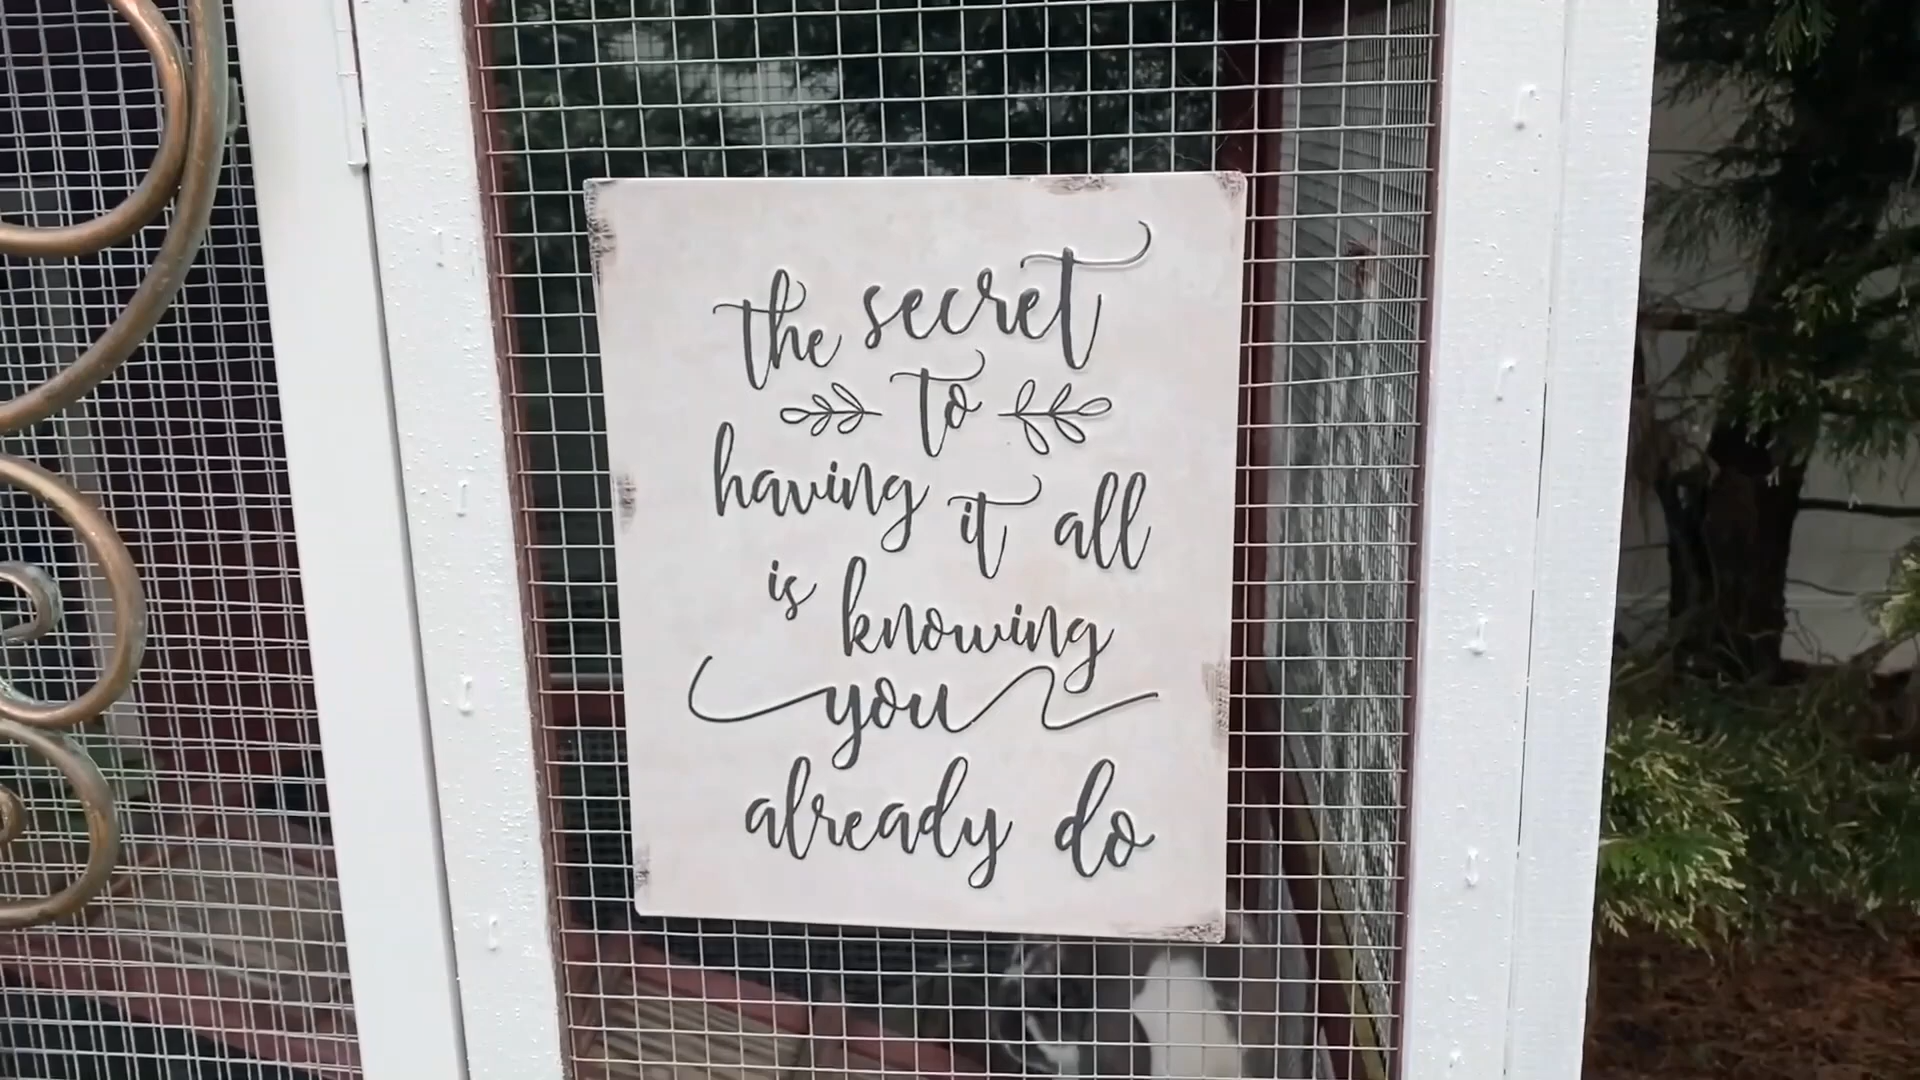 the secret
to
having it all
is knowing
you
already do